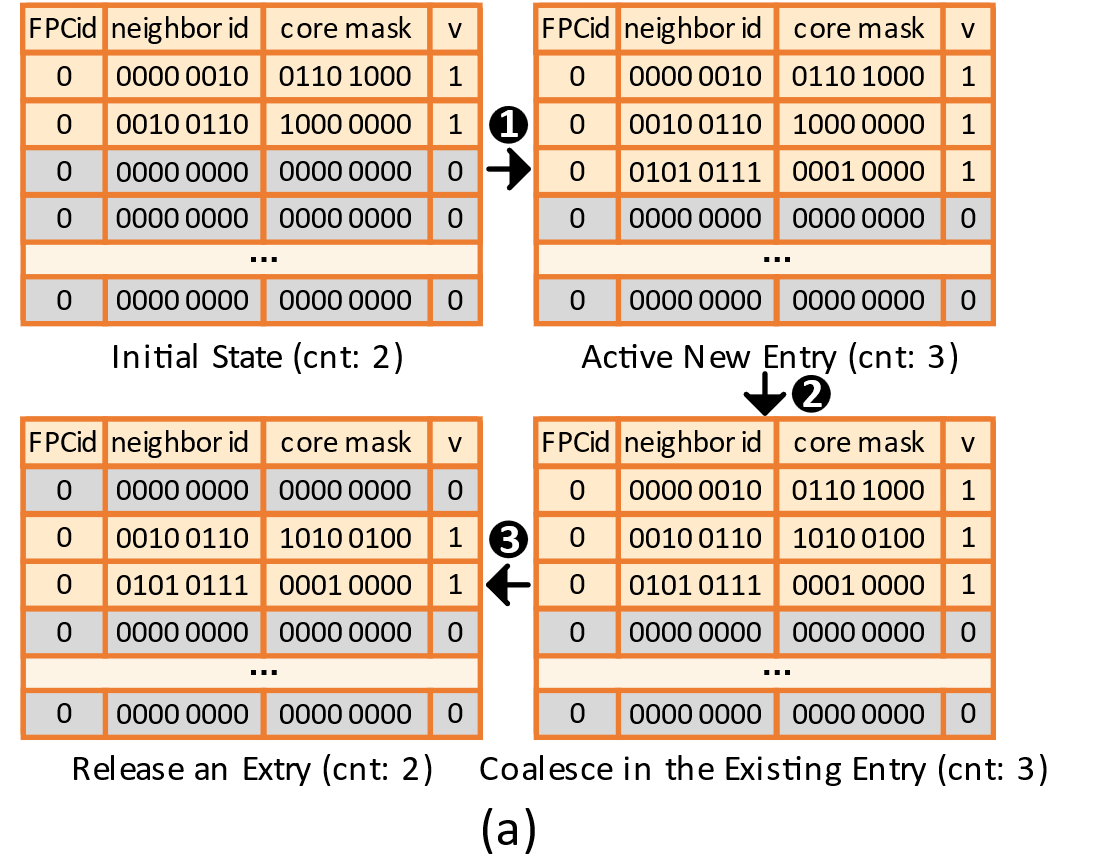 FPCid neighbor id core mask v
0 0000 0010 0110 1000 1
0 0010 0110 1000 0000 1
0 0000 0000 0000 0000 0
0 0000 0000 0000 0000 0
...
0 0000 0000 0000 0000 0
Initial State (cnt: 2)
1
FPCid neighbor id core mask v
0 0000 0010 0110 1000 1
0 0010 0110 1000 0000 1
0 0101 0111 0001 0000 1
0 0000 0000 0000 0000 0
...
0 0000 0000 0000 0000 0
Active New Entry (cnt: 3)
2
FPCid neighbor id core mask v
0 0000 0010 0110 1000 1
0 0010 0110 1010 0100 1
0 0101 0111 0001 0000 1
0 0000 0000 0000 0000 0
...
0 0000 0000 0000 0000 0
Coalesce in the Existing Entry (cnt: 3)
3
FPCid neighbor id core mask v
0 0000 0000 0000 0000 0
0 0010 0110 1010 0100 1
0 0101 0111 0001 0000 1
0 0000 0000 0000 0000 0
...
0 0000 0000 0000 0000 0
Release an Extry (cnt: 2)
(a)